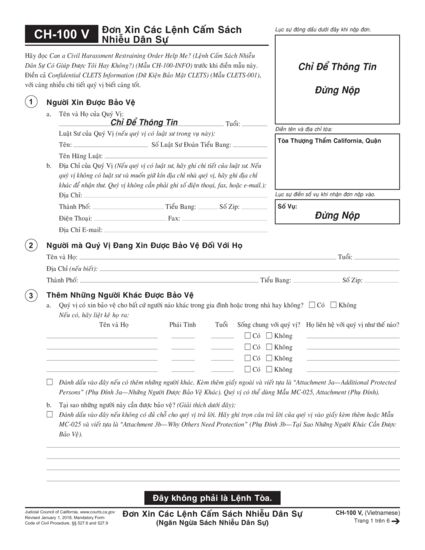 CH-100 V
Đơn Xin Các Lệnh Cấm Sách
Nhiễu Dân Sự
Lục sự đóng dấu dưới đây khi nộp đơn.
Hãy đọc Can a Civil Harassment Restraining Order Help Me? (Lệnh Cấm Sách
Nhiễu Dân Sự Có Giúp Được Tôi Hay Không?) (Mẫu CH-100-INFO) trước khi điền mẫu này.
Điền cả Confidential CLETS Information (Dữ Kiện Bảo Mật CLETS) (Mẫu CLETS-001),
với càng nhiều chi tiết quý vị biết càng tốt.
Chỉ Để Thông Tin
Đừng Nộp
1 Người Xin Được Bảo Vệ
a. Tên và Họ của Quý Vị:
Chỉ Để Thông Tin Tuổi:
Luật Sư của Quý Vị (nếu quý vị có luật sư trong vụ này):
Tên: Số Luật Sư Đoàn Tiểu Bang:
Tên Hãng Luật:
b. Địa Chỉ Của Quý Vị (Nếu quý vị có luật sư, hãy ghi chi tiết của luật sư. Nếu
quý vị không có luật sư và muốn giữ kín địa chỉ nhà quý vị, hãy ghi địa chỉ
khác để nhận thư. Quý vị không cần phải ghi số điện thoại, fax, hoặc e-mail.):
Địa Chỉ:
Thành Phố: Tiểu Bang: Số Zip:
Điện Thoại: Fax:
Địa Chỉ E-mail:
Điền tên và địa chỉ tòa:
Tòa Thượng Thẩm California, Quận
Lục sự điền số vụ khi nhận đơn nộp vào.
Số Vụ:
Đừng Nộp
2 Người mà Quý Vị Đang Xin Được Bảo Vệ Đối Với Họ
Tên và Họ: Tuổi:
Địa Chỉ (nếu biết):
Thành Phố: Tiểu Bang: Số Zip:
3 Thêm Những Người Khác Được Bảo Vệ
a. Quý vị có xin bảo vệ cho bất cứ người nào khác trong gia đình hoặc trong nhà hay không? Có Không
Nếu có, hãy liệt kê họ ra:
Tên và Họ Phái Tính Tuổi Sống chung với quý vị? Họ liên hệ với quý vị như thế nào?
Có Không
Có Không
Có Không
Có Không
Đánh dấu vào đây nếu có thêm những người khác. Kèm thêm giấy ngoài và viết tựa là “Attachment 3a—Additional Protected
Persons” (Phụ Đính 3a—Thêm Những Người Được Bảo Vệ Khác). Quý vị có thể dùng Mẫu MC-025, Attachment (Phụ Đính).
b. Tại sao những người này cần được bảo vệ? (Giải thích dưới đây):
Đánh dấu vào đây nếu không có đủ chỗ cho quý vị trả lời. Hãy ghi trọn câu trả lời của quý vị vào giấy kèm thêm hoặc Mẫu
MC-025 và viết tựa là “Attachment 3b—Why Others Need Protection” (Phụ Đính 3b—Tại Sao Những Người Khác Cần Được
Bảo Vệ).
Đây không phải là Lệnh Tòa.
Judicial Council of California, www.courts.ca.gov
Revised January 1, 2018, Mandatory Form
Code of Civil Procedure, §§ 527.6 and 527.9
Đơn Xin Các Lệnh Cấm Sách Nhiễu Dân Sự
(Ngăn Ngừa Sách Nhiễu Dân Sự)
CH-100 V, (Vietnamese)
Trang 1 trên 6